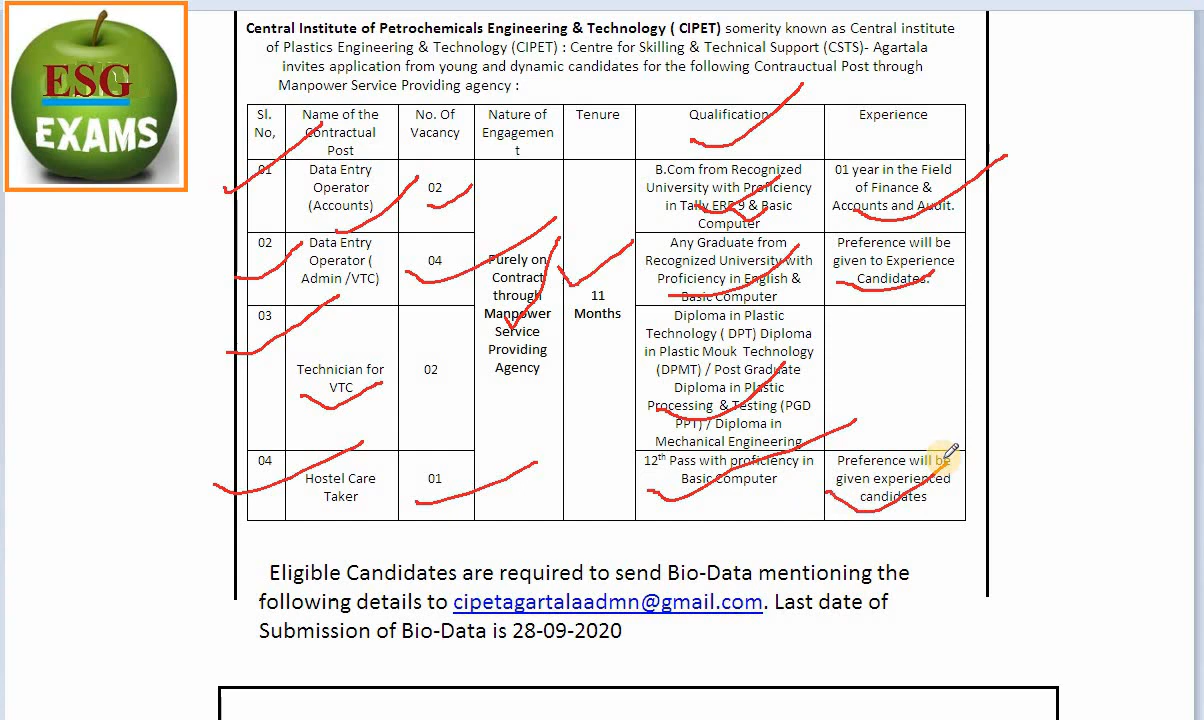 ESG
EXAMS
Central Institute of Petrochemicals Engineering & Technology ( CIPET) somerity known as Central institute
of Plastics Engineering & Technology (CIPET) : Centre for Skilling & Technical Support (CSTS)- Agartala
invites application from young and dynamic candidates for the following Contrauctual Post through
Manpower Service Providing agency :
Sl.
No,
Name of the
Contractual
Post
No. Of
Vacancy
Nature of
Engagemen
t
Tenure
Qualification
Experience
01
Data Entry
Operator
(Accounts)
02
B.Com from Recognized
University with Proficiency
in Tally ERP 9 & Basic
Computer
01 year in the Field
of Finance &
Accounts and Audit.
02
Data Entry
Operator (
Admin /VTC)
04
Purely on
Contract
through
Manpower
Service
Providing
Agency
11
Months
Any Graduate from
Recognized University with
Proficiency in English &
Basic Computer
Preference will be
given to Experience
Candidates.
03
Technician for
VTC
02
Diploma in Plastic
Technology ( DPT) Diploma
in Plastic Mouk Technology
(DPMT) / Post Graduate
Diploma in Plastic
Processing & Testing (PGD
PPT) / Diploma in
Mechanical Engineering
04
Hostel Care
Taker
01
12th Pass with proficiency in
Basic Computer
Preference will be
given experienced
candidates
Eligible Candidates are required to send Bio-Data mentioning the
following details to cipetagartalaadmn@gmail.com. Last date of
Submission of Bio-Data is 28-09-2020